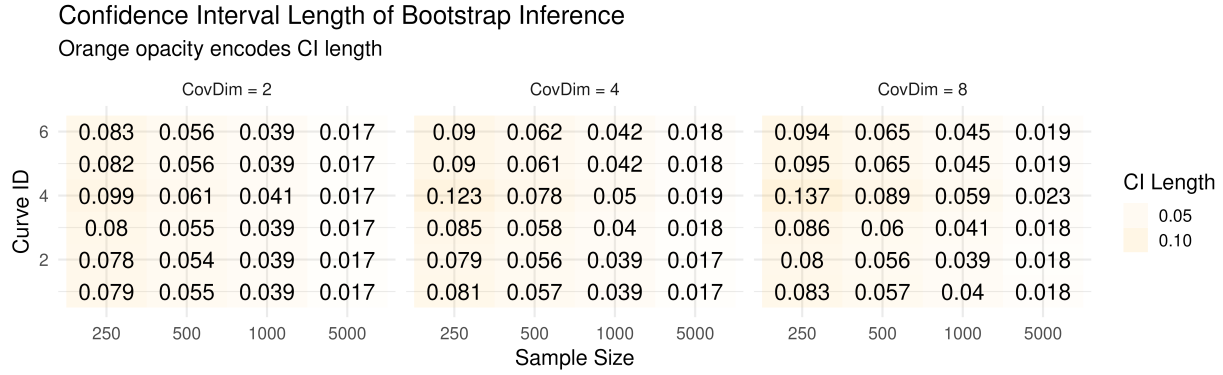 Confidence Interval Length of Bootstrap Inference
Orange opacity encodes CI length
CovDim = 2 CovDim = 4 CovDim = 8
6 0.083 0.056 0.039 0.017 0.09 0.062 0.042 0.018 0.094 0.065 0.045 0.019
0.082 0.056 0.039 0.017 0.09 0.061 0.042 0.018 0.095 0.065 0.045 0.019
4 0.099 0.061 0.041 0.017 0.123 0.078 0.05 0.019 0.137 0.089 0.059 0.023
0.08 0.055 0.039 0.017 0.085 0.058 0.04 0.018 0.086 0.06 0.041 0.018
2 0.078 0.054 0.039 0.017 0.079 0.056 0.039 0.017 0.08 0.056 0.039 0.018
0.079 0.055 0.039 0.017 0.081 0.057 0.039 0.017 0.083 0.057 0.04 0.018
250 500 1000 5000 250 500 1000 5000 250 500 1000 5000
Sample Size
Curve ID
CI Length
0.05
0.10